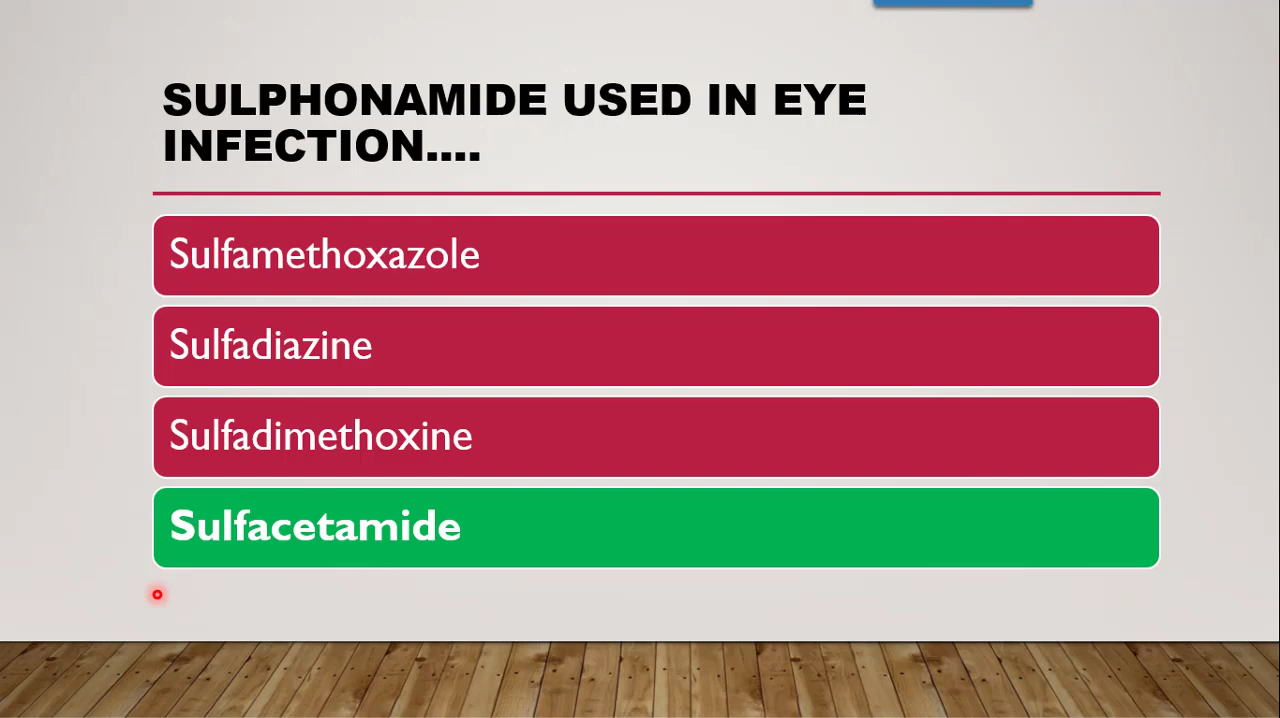 SULPHONAMIDE USED IN EYE
INFECTION....
Sulfamethoxazole
Sulfadiazine
Sulfadimethoxine
Sulfacetamide